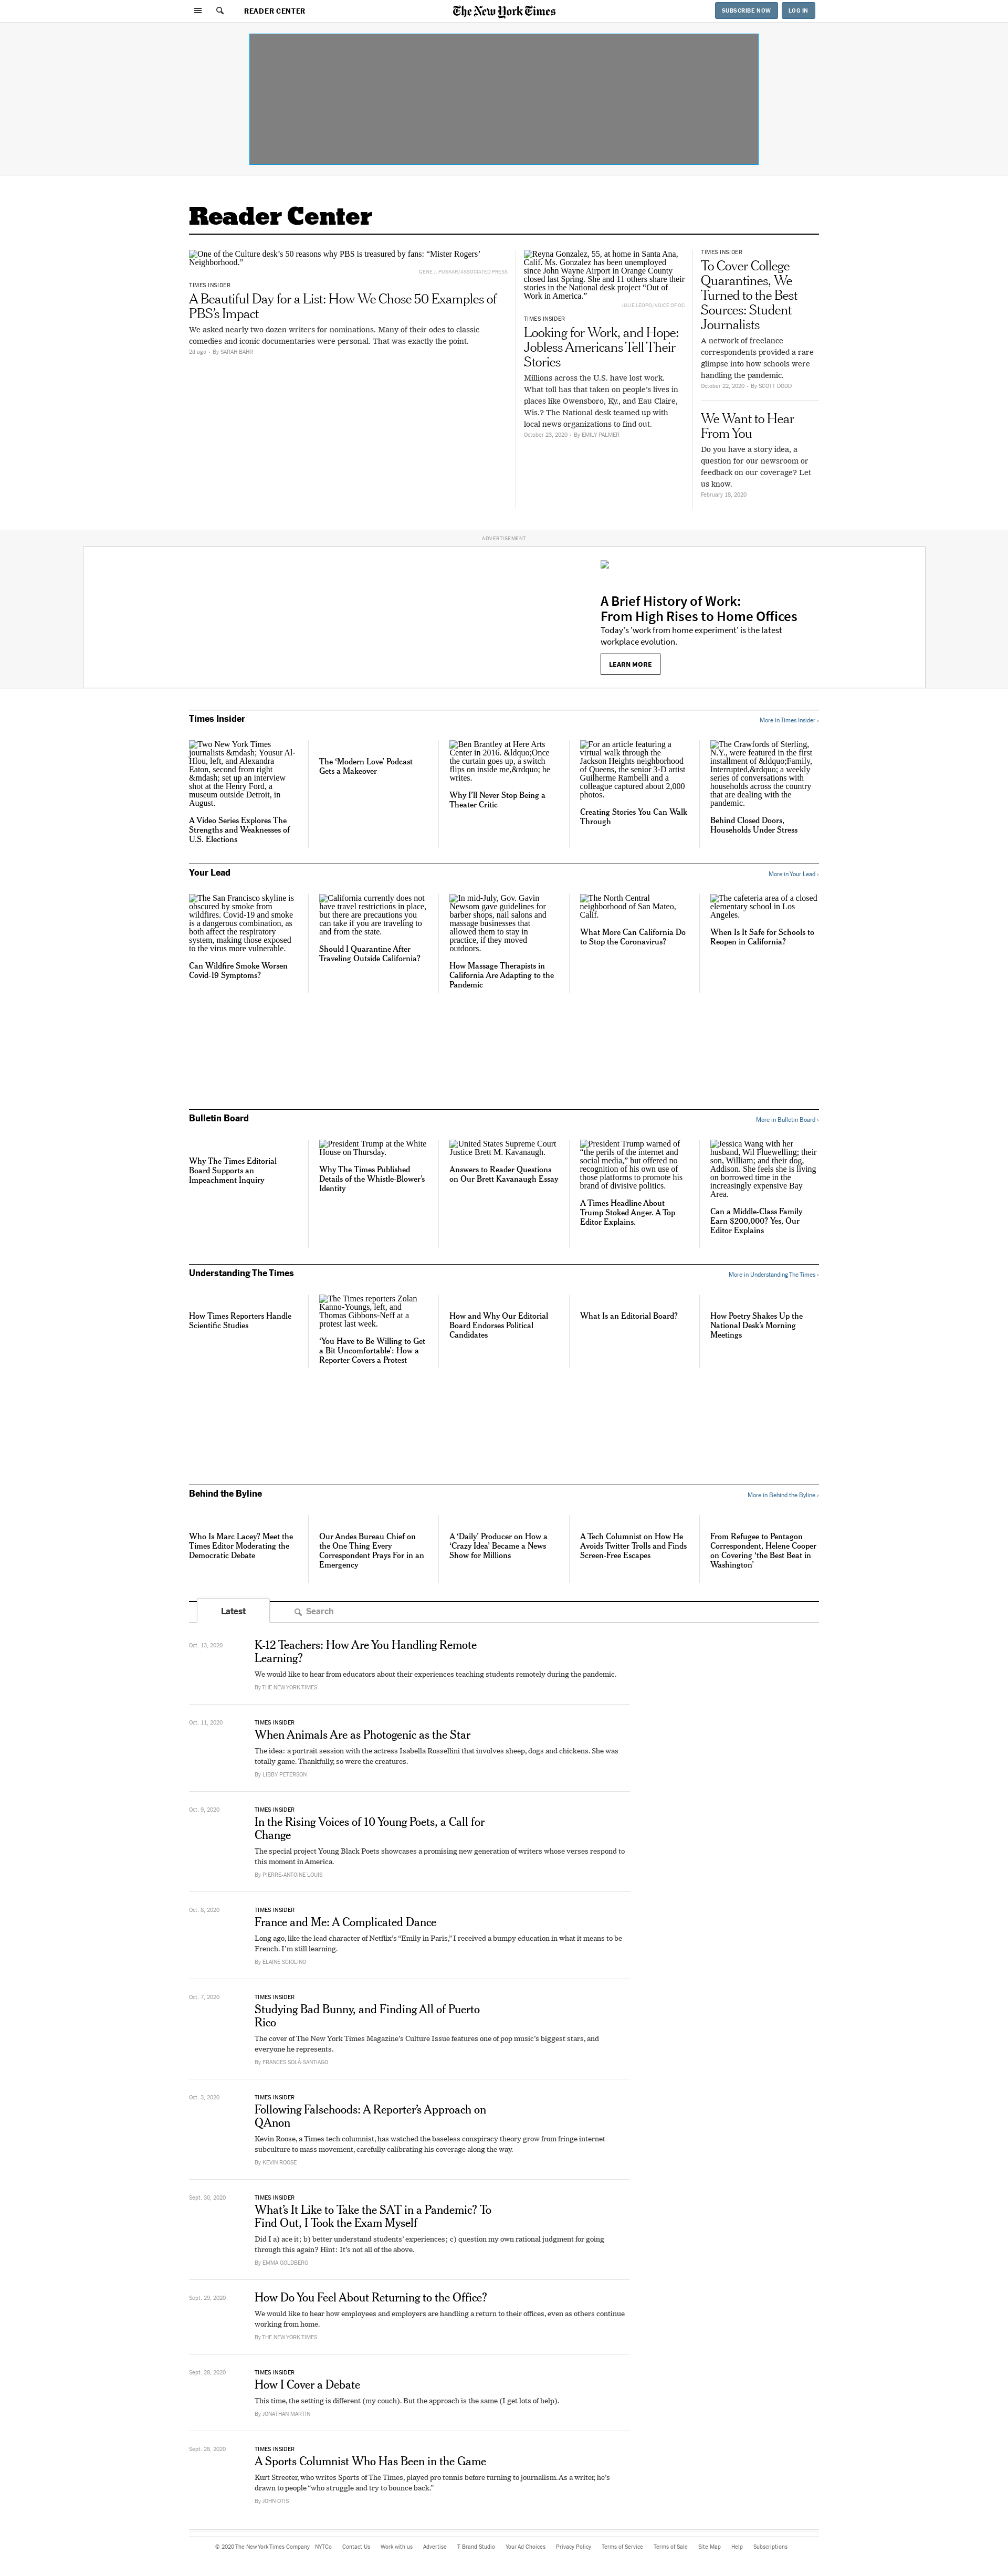 READER CENTER
The New York Times
SUBSCRIBE NOW
LOG IN
Reader Center
One of the Culture desk's 50 reasons why PBS is treasured by fans: “Mister Rogers’
Neighborhood.”
GENE J. PUSKAR/ASSOCIATED PRESS
TIMES INSIDER
A Beautiful Day for a List: How We Chose 50 Examples of
PBS’s Impact
We asked nearly two dozen writers for nominations. Many of their odes to classic
comedies and iconic documentaries were personal. That was exactly the point.
2d ago • By SARAH BAHR
Reyna Gonzalez, 55, at home in Santa Ana,
Calif. Ms. Gonzalez has been unemployed
since John Wayne Airport in Orange County
closed last Spring. She and 11 others share their
stories in the National desk project “Out of
Work in America.”
JULIE LEOPO/VOICE OF OC
TIMES INSIDER
Looking for Work, and Hope:
Jobless Americans Tell Their
Stories
Millions across the U.S. have lost work.
What toll has that taken on people’s lives in
places like Owensboro, Ky., and Eau Claire,
Wis.? The National desk teamed up with
local news organizations to find out.
October 23, 2020 • By EMILY PALMER
TIMES INSIDER
To Cover College
Quarantines, We
Turned to the Best
Sources: Student
Journalists
A network of freelance
correspondents provided a rare
glimpse into how schools were
handling the pandemic.
October 22, 2020 • By SCOTT DODD
We Want to Hear
From You
Do you have a story idea, a
question for our newsroom or
feedback on our coverage? Let
us know.
February 18, 2020
ADVERTISEMENT
A Brief History of Work:
From High Rises to Home Offices
Today's 'work from home experiment' is the latest
workplace evolution.
LEARN MORE
Times Insider
More in Times Insider ›
Two New York Times
journalists &mdash; Yousur Al-
Hlou, left, and Alexandra
Eaton, second from right
&mdash; set up an interview
shot at the Henry Ford, a
museum outside Detroit, in
August.
A Video Series Explores The
Strengths and Weaknesses of
U.S. Elections
The ‘Modern Love’ Podcast
Gets a Makeover
Ben Brantley at Here Arts
Center in 2016. &ldquo;Once
the curtain goes up, a switch
flips on inside me,&rdquo; he
writes.
Why I’ll Never Stop Being a
Theater Critic
For an article featuring a
virtual walk through the
Jackson Heights neighborhood
of Queens, the senior 3-D artist
Guilherme Rambelli and a
colleague captured about 2,000
photos.
Creating Stories You Can Walk
Through
The Crawfords of Sterling,
N.Y., were featured in the first
installment of &ldquo;Family,
Interrupted,&rdquo; a weekly
series of conversations with
households across the country
that are dealing with the
pandemic.
Behind Closed Doors,
Households Under Stress
Your Lead
More in Your Lead ›
The San Francisco skyline is
obscured by smoke from
wildfires. Covid-19 and smoke
is a dangerous combination, as
both affect the respiratory
system, making those exposed
to the virus more vulnerable.
Can Wildfire Smoke Worsen
Covid-19 Symptoms?
California currently does not
have travel restrictions in place,
but there are precautions you
can take if you are traveling to
and from the state.
Should I Quarantine After
Traveling Outside California?
In mid-July, Gov. Gavin
Newsom gave guidelines for
barber shops, nail salons and
massage businesses that
allowed them to stay in
practice, if they moved
outdoors.
How Massage Therapists in
California Are Adapting to the
Pandemic
The North Central
neighborhood of San Mateo,
Calif.
What More Can California Do
to Stop the Coronavirus?
The cafeteria area of a closed
elementary school in Los
Angeles.
When Is It Safe for Schools to
Reopen in California?
Bulletin Board
More in Bulletin Board ›
Why The Times Editorial
Board Supports an
Impeachment Inquiry
President Trump at the White
House on Thursday.
Why The Times Published
Details of the Whistle-Blower’s
Identity
United States Supreme Court
Justice Brett M. Kavanaugh.
Answers to Reader Questions
on Our Brett Kavanaugh Essay
President Trump warned of
“the perils of the internet and
social media,” but offered no
recognition of his own use of
those platforms to promote his
brand of divisive politics.
A Times Headline About
Trump Stoked Anger. A Top
Editor Explains.
Jessica Wang with her
husband, Wil Fluewelling; their
son, William; and their dog,
Addison. She feels she is living
on borrowed time in the
increasingly expensive Bay
Area.
Can a Middle-Class Family
Earn $200,000? Yes, Our
Editor Explains
Understanding The Times
More in Understanding The Times ›
How Times Reporters Handle
Scientific Studies
The Times reporters Zolan
Kanno-Youngs, left, and
Thomas Gibbons-Neff at a
protest last week.
‘You Have to Be Willing to Get
a Bit Uncomfortable’: How a
Reporter Covers a Protest
How and Why Our Editorial
Board Endorses Political
Candidates
What Is an Editorial Board?
How Poetry Shakes Up the
National Desk’s Morning
Meetings
Behind the Byline
More in Behind the Byline ›
Who Is Marc Lacey? Meet the
Times Editor Moderating the
Democratic Debate
Our Andes Bureau Chief on
the One Thing Every
Correspondent Prays For in an
Emergency
A ‘Daily’ Producer on How a
‘Crazy Idea’ Became a News
Show for Millions
A Tech Columnist on How He
Avoids Twitter Trolls and Finds
Screen-Free Escapes
From Refugee to Pentagon
Correspondent, Helene Cooper
on Covering ‘the Best Beat in
Washington’
Latest
Search
Oct. 13, 2020
K-12 Teachers: How Are You Handling Remote
Learning?
We would like to hear from educators about their experiences teaching students remotely during the pandemic.
By THE NEW YORK TIMES
Oct. 11, 2020
TIMES INSIDER
When Animals Are as Photogenic as the Star
The idea: a portrait session with the actress Isabella Rossellini that involves sheep, dogs and chickens. She was
totally game. Thankfully, so were the creatures.
By LIBBY PETERSON
Oct. 9, 2020
TIMES INSIDER
In the Rising Voices of 10 Young Poets, a Call for
Change
The special project Young Black Poets showcases a promising new generation of writers whose verses respond to
this moment in America.
By PIERRE-ANTOINE LOUIS
Oct. 8, 2020
TIMES INSIDER
France and Me: A Complicated Dance
Long ago, like the lead character of Netflix’s “Emily in Paris,” I received a bumpy education in what it means to be
French. I’m still learning.
By ELAINE SCIOLINO
Oct. 7, 2020
TIMES INSIDER
Studying Bad Bunny, and Finding All of Puerto
Rico
The cover of The New York Times Magazine’s Culture Issue features one of pop music’s biggest stars, and
everyone he represents.
By FRANCES SOLÁ-SANTIAGO
Oct. 3, 2020
TIMES INSIDER
Following Falsehoods: A Reporter’s Approach on
QAnon
Kevin Roose, a Times tech columnist, has watched the baseless conspiracy theory grow from fringe internet
subculture to mass movement, carefully calibrating his coverage along the way.
By KEVIN ROOSE
Sept. 30, 2020
TIMES INSIDER
What’s It Like to Take the SAT in a Pandemic? To
Find Out, I Took the Exam Myself
Did I a) ace it; b) better understand students’ experiences; c) question my own rational judgment for going
through this again? Hint: It’s not all of the above.
By EMMA GOLDBERG
Sept. 29, 2020
How Do You Feel About Returning to the Office?
We would like to hear how employees and employers are handling a return to their offices, even as others continue
working from home.
By THE NEW YORK TIMES
Sept. 28, 2020
TIMES INSIDER
How I Cover a Debate
This time, the setting is different (my couch). But the approach is the same (I get lots of help).
By JONATHAN MARTIN
Sept. 28, 2020
TIMES INSIDER
A Sports Columnist Who Has Been in the Game
Kurt Streeter, who writes Sports of The Times, played pro tennis before turning to journalism. As a writer, he’s
drawn to people “who struggle and try to bounce back.”
By JOHN OTIS
© 2020 The New York Times Company NYTCo Contact Us Work with us Advertise T Brand Studio Your Ad Choices Privacy Policy Terms of Service Terms of Sale Site Map Help Subscriptions